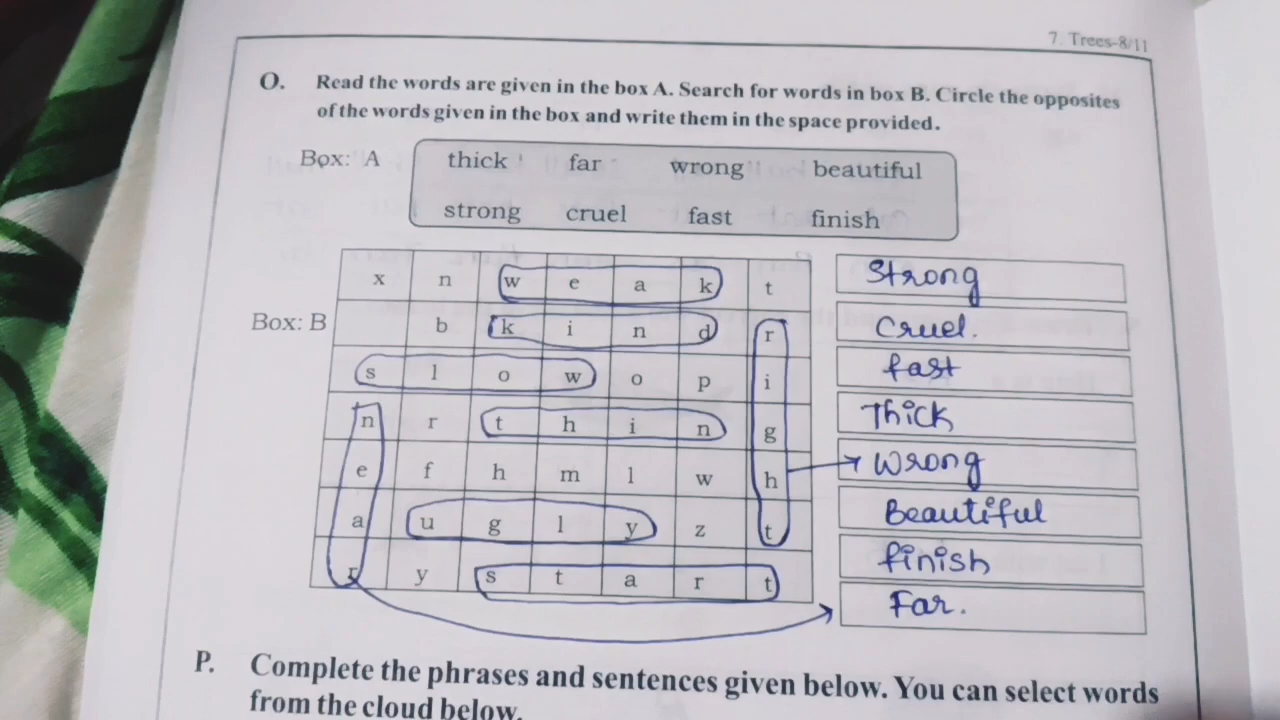 7. Trees-8/11
O. Read the words are given in the box A. Search for words in box B. Circle the opposites
of the words given in the box and write them in the space provided.
Box: A thick far wrong beautiful
strong cruel fast finish
Box: B
x n w e a k t
b k i n d r
s l o w o p i
n r t h i n g
e f h m l w h
a u g l y z t
r y s t a r t
Strong
Cruel.
fast
Thick
Wrong
Beautiful
finish
Far.
P. Complete the phrases and sentences given below. You can select words
from the cloud below.